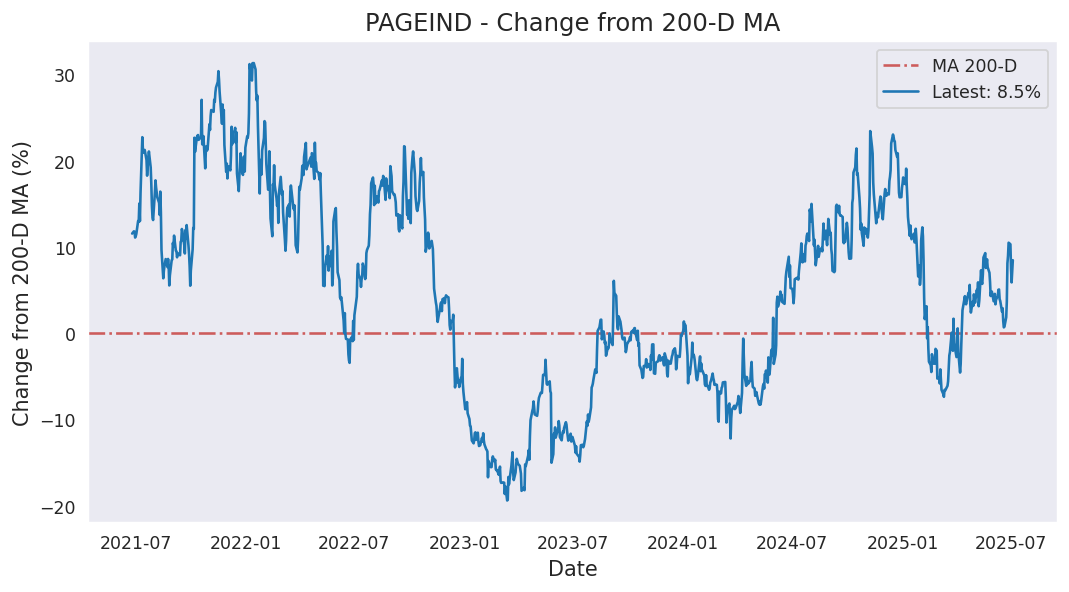 PAGEIND - Change from 200-D MA
MA 200-D
Latest: 8.5%
Change from 200-D MA (%)
30
20
10
0
−10
−20
2021-07 2022-01 2022-07 2023-01 2023-07 2024-01 2024-07 2025-01 2025-07
Date